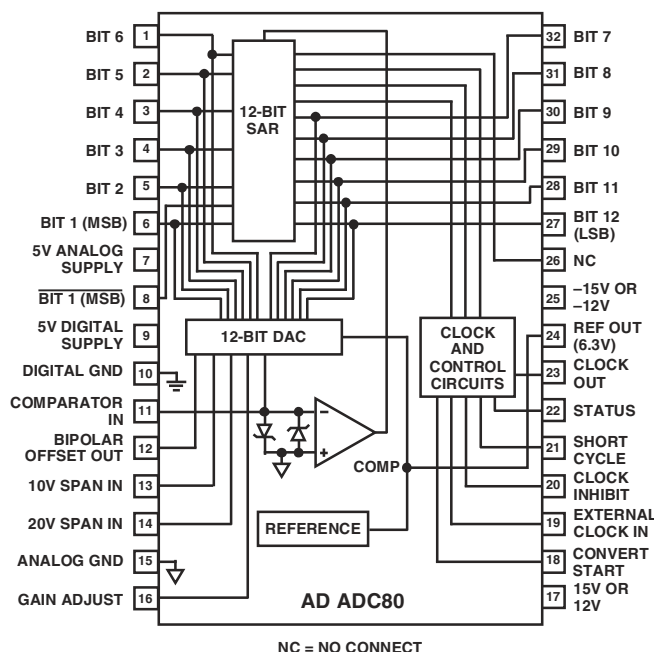 BIT 6 1
BIT 5 2
BIT 4 3
BIT 3 4
BIT 2 5
BIT 1 (MSB) 6
5V ANALOG
SUPPLY 7
BIT 1 (MSB) 8
5V DIGITAL
SUPPLY 9
DIGITAL GND 10
COMPARATOR
IN 11
BIPOLAR
OFFSET OUT 12
10V SPAN IN 13
20V SPAN IN 14
ANALOG GND 15
GAIN ADJUST 16
12-BIT
SAR
12-BIT DAC
–
+
COMP
REFERENCE
CLOCK
AND
CONTROL
CIRCUITS
AD ADC80
32 BIT 7
31 BIT 8
30 BIT 9
29 BIT 10
28 BIT 11
27 BIT 12
(LSB)
26 NC
25 –15V OR
–12V
24 REF OUT
(6.3V)
23 CLOCK
OUT
22 STATUS
21 SHORT
CYCLE
20 CLOCK
INHIBIT
19 EXTERNAL
CLOCK IN
18 CONVERT
START
17 15V OR
12V
NC = NO CONNECT